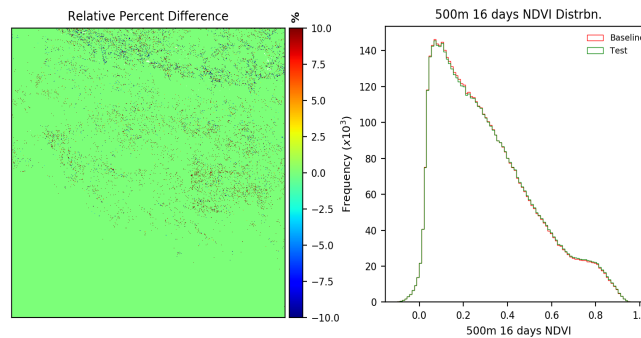 Relative Percent Difference
%
10.0
7.5
5.0
2.5
0.0
−2.5
−5.0
−7.5
−10.0
500m 16 days NDVI Distrbn.
Baseline
Test
Frequency (x10³)
140
120
100
80
60
40
20
0
0.0 0.2 0.4 0.6 0.8
500m 16 days NDVI